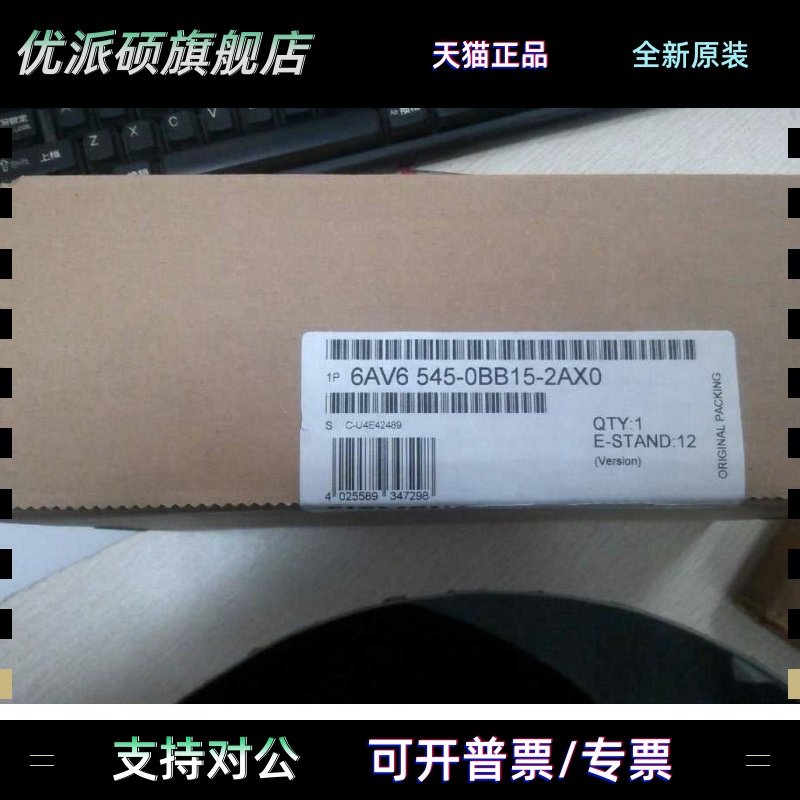 优派硕旗舰店
天猫正品
全新原装
上档
Z X C V
1P 6AV6 545-0BB15-2AX0
S C-U4E42489
QTY:1
E-STAND:12
(Version)
ORIGINAL PACKING
4 025589 347298
支持对公
可开普票/专票